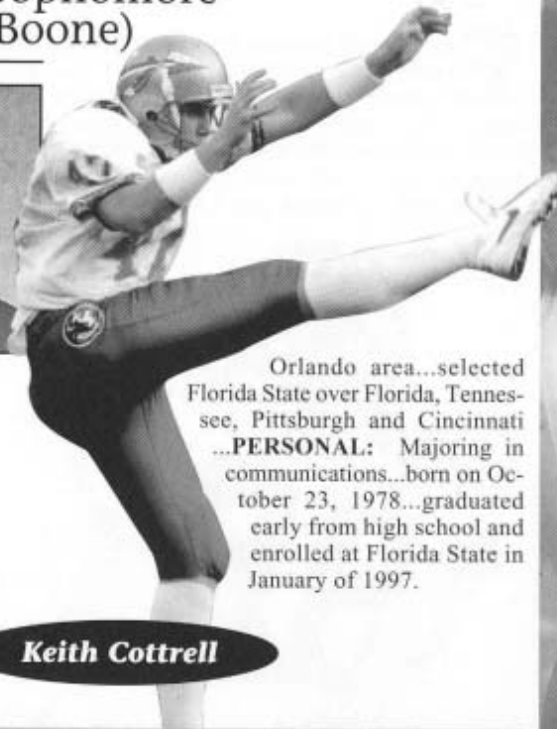 Sophomore
Boone)
Orlando area...selected
Florida State over Florida, Tennes-
see, Pittsburgh and Cincinnati
...PERSONAL: Majoring in
communications...born on Oc-
tober 23, 1978...graduated
early from high school and
enrolled at Florida State in
January of 1997.
Keith Cottrell